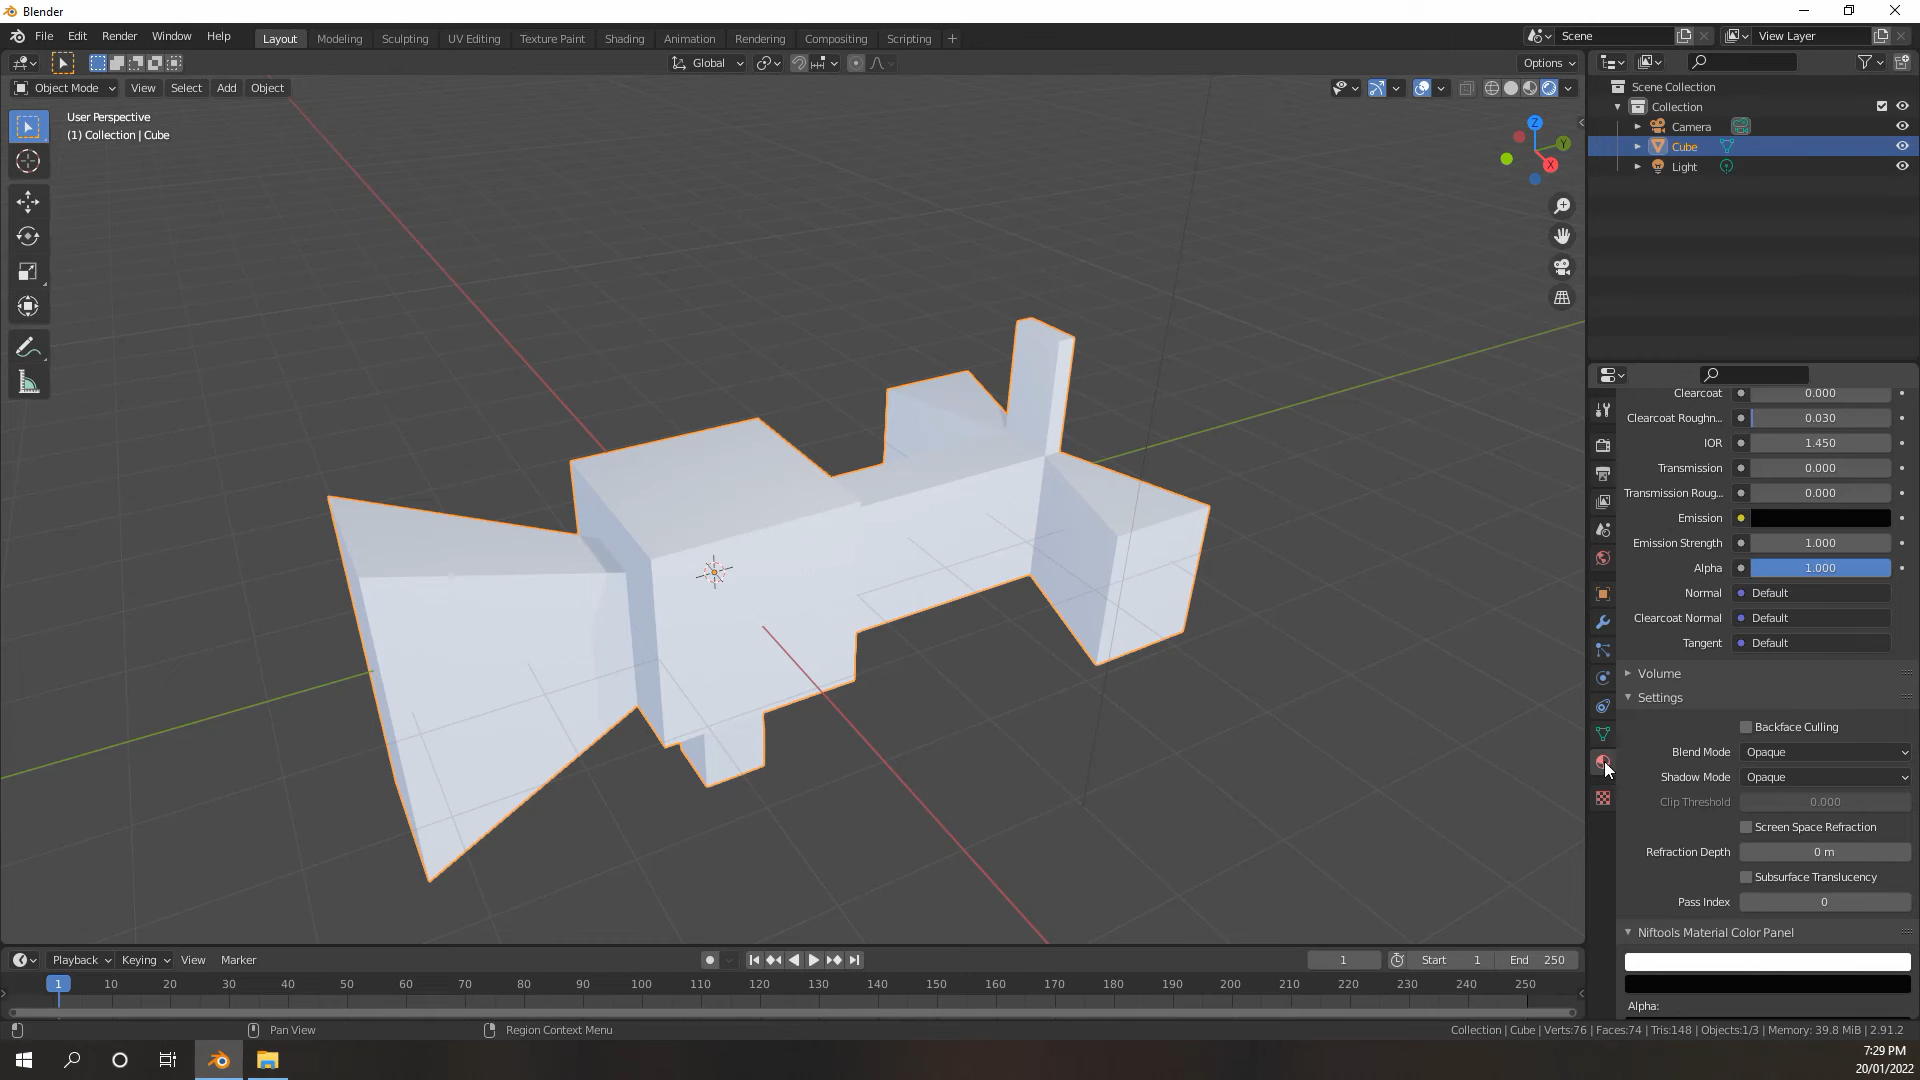 Blender
File Edit Render Window Help Layout Modeling Sculpting UV Editing Texture Paint Shading Animation Rendering Compositing Scripting + Scene View Layer
Global Options
Object Mode View Select Add Object
User Perspective
(1) Collection | Cube
Z
Y
X
Scene Collection
Collection
Camera
Cube
Light
Clearcoat 0.000
Clearcoat Roughn... 0.030
IOR 1.450
Transmission 0.000
Transmission Roug... 0.000
Emission
Emission Strength 1.000
Alpha 1.000
Normal Default
Clearcoat Normal Default
Tangent Default
Volume
Settings
Backface Culling
Blend Mode Opaque
Shadow Mode Opaque
Clip Threshold 0.000
Screen Space Refraction
Refraction Depth 0 m
Subsurface Translucency
Pass Index 0
Niftools Material Color Panel
Alpha:
Playback Keying View Marker 1 Start 1 End 250
1 10 20 30 40 50 60 70 80 90 100 110 120 130 140 150 160 170 180 190 200 210 220 230 240 250
Pan View Region Context Menu Collection | Cube | Verts:76 | Faces:74 | Tris:148 | Objects:1/3 | Memory: 39.8 MiB | 2.91.2
7:29 PM
20/01/2022